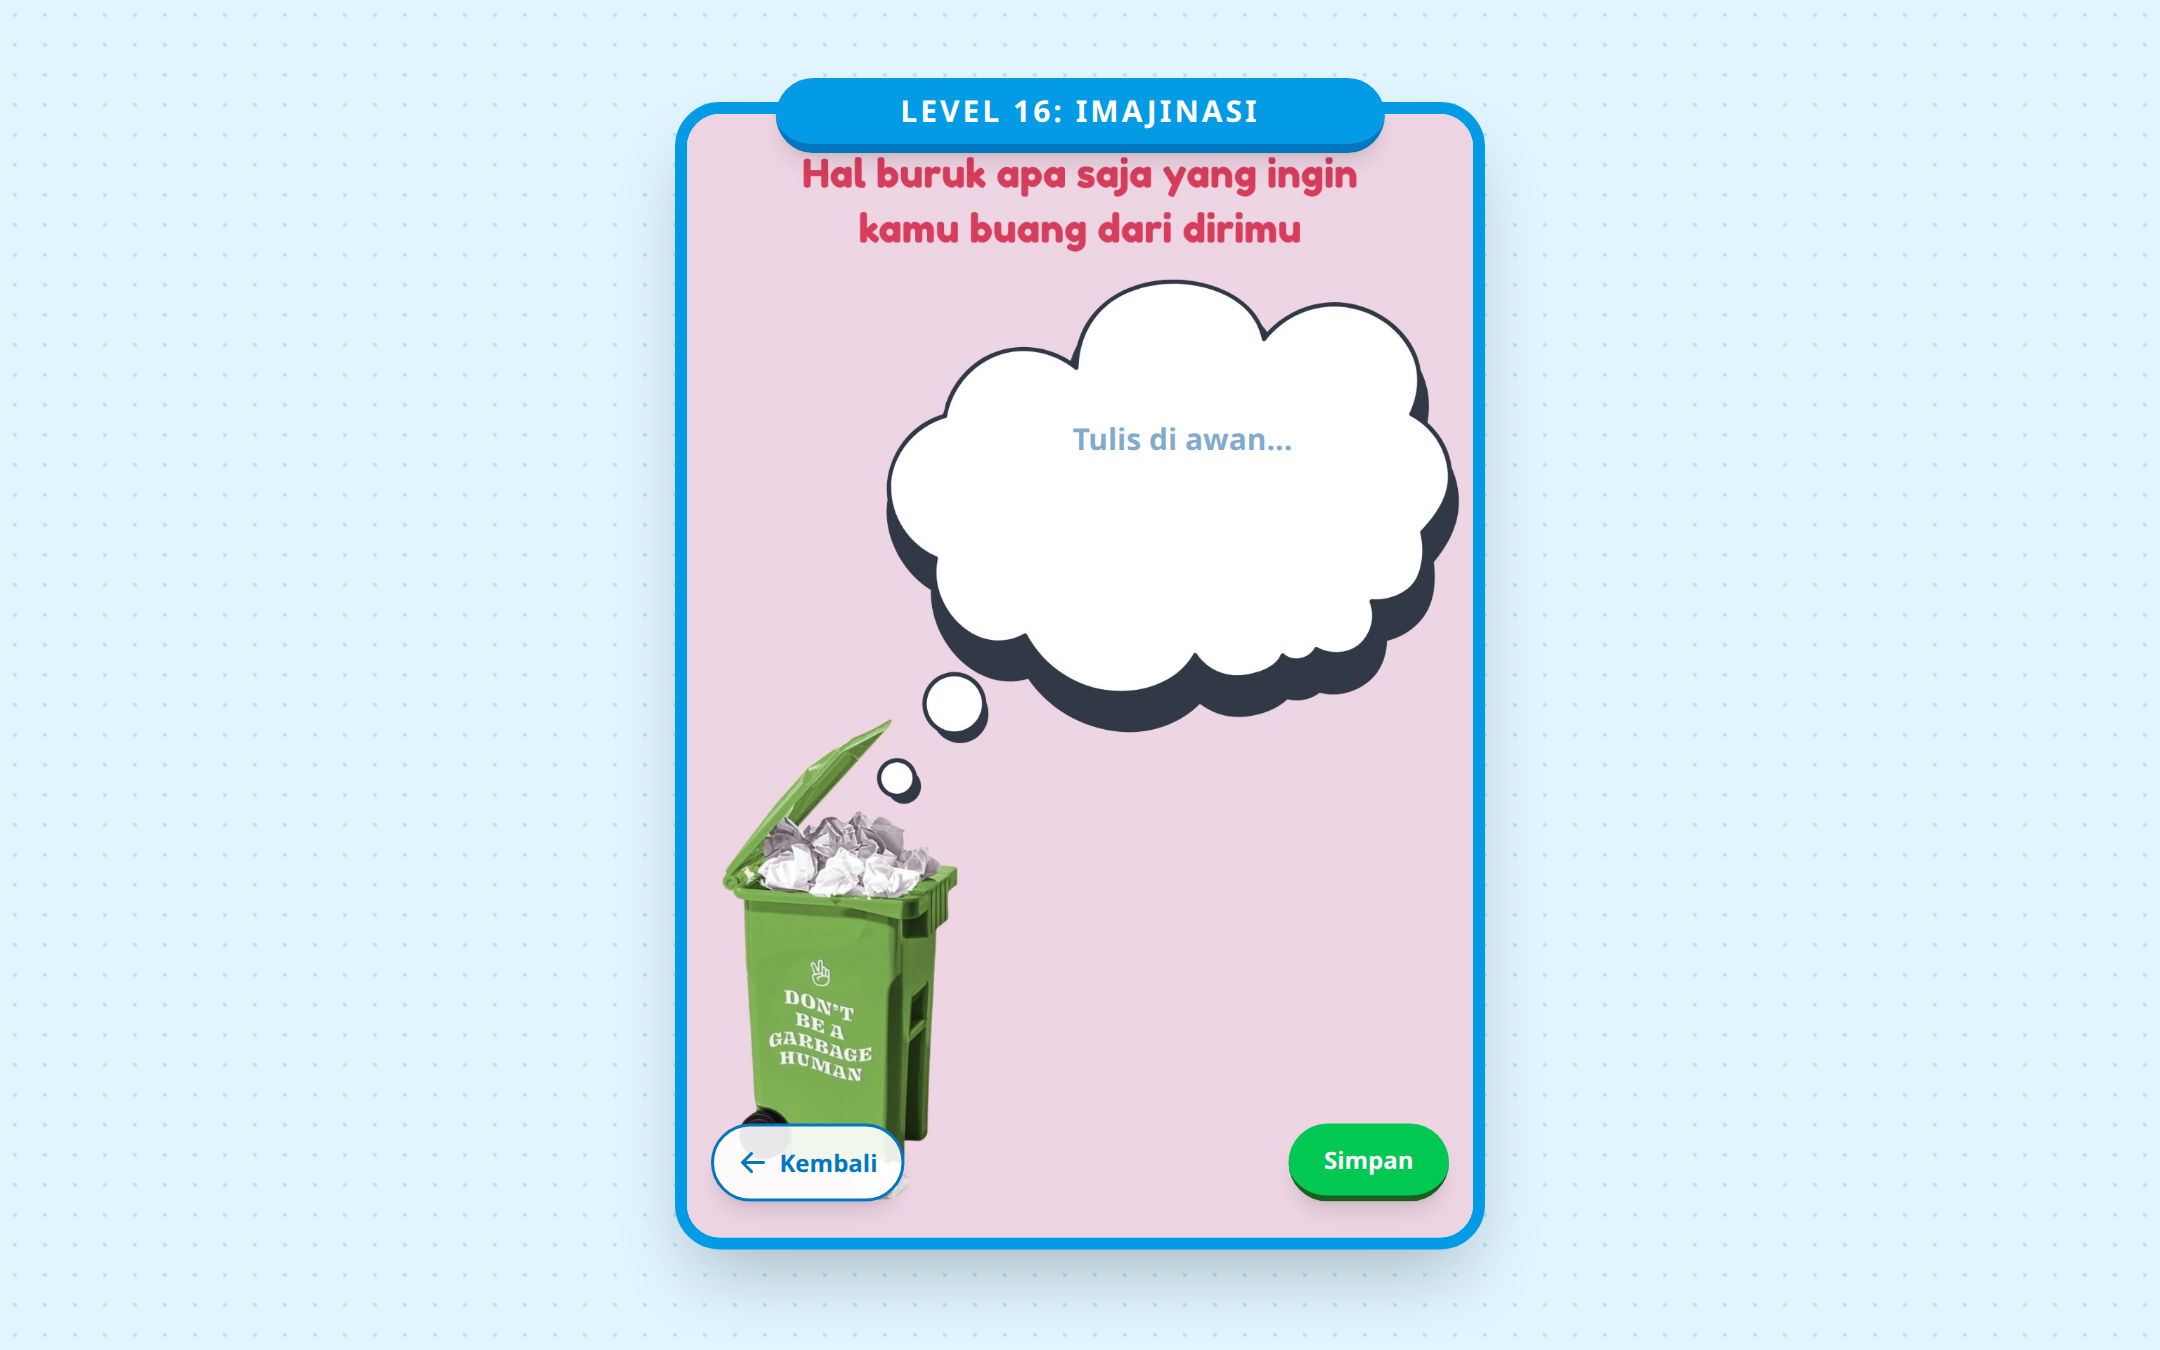 LEVEL 16: IMAJINASI
Hal buruk apa saja yang ingin
kamu buang dari dirimu
Tulis di awan...
DON'T
BE A
GARBAGE
HUMAN
Kembali
Simpan